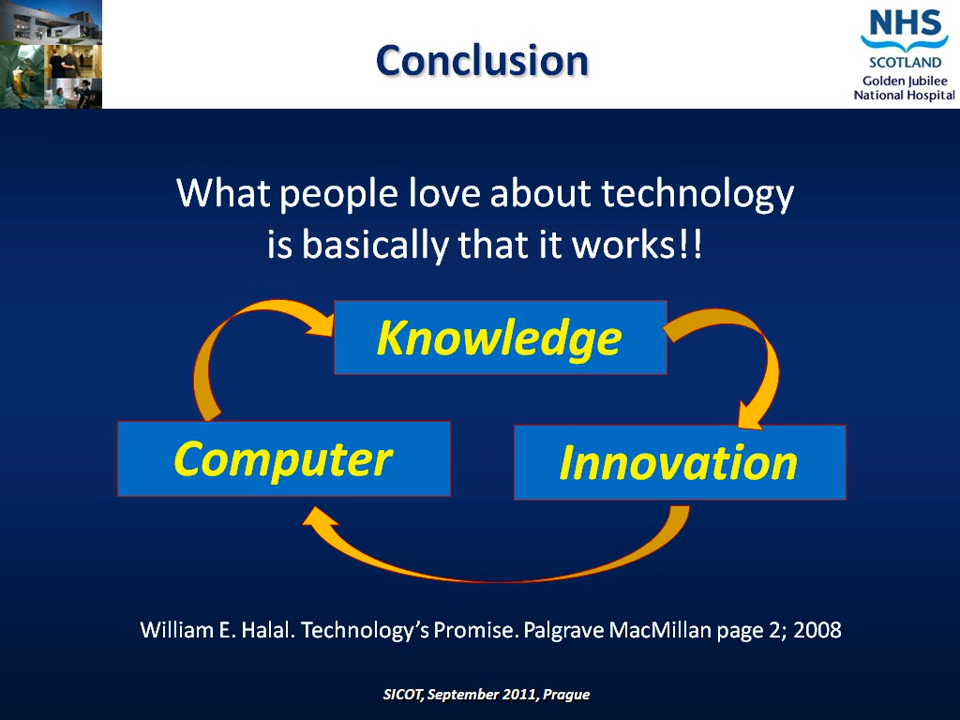 Conclusion
NHS
SCOTLAND
Golden Jubilee
National Hospital
What people love about technology
is basically that it works!!
Knowledge
Computer
Innovation
William E. Halal. Technology's Promise. Palgrave MacMillan page 2; 2008
SICOT, September 2011, Prague